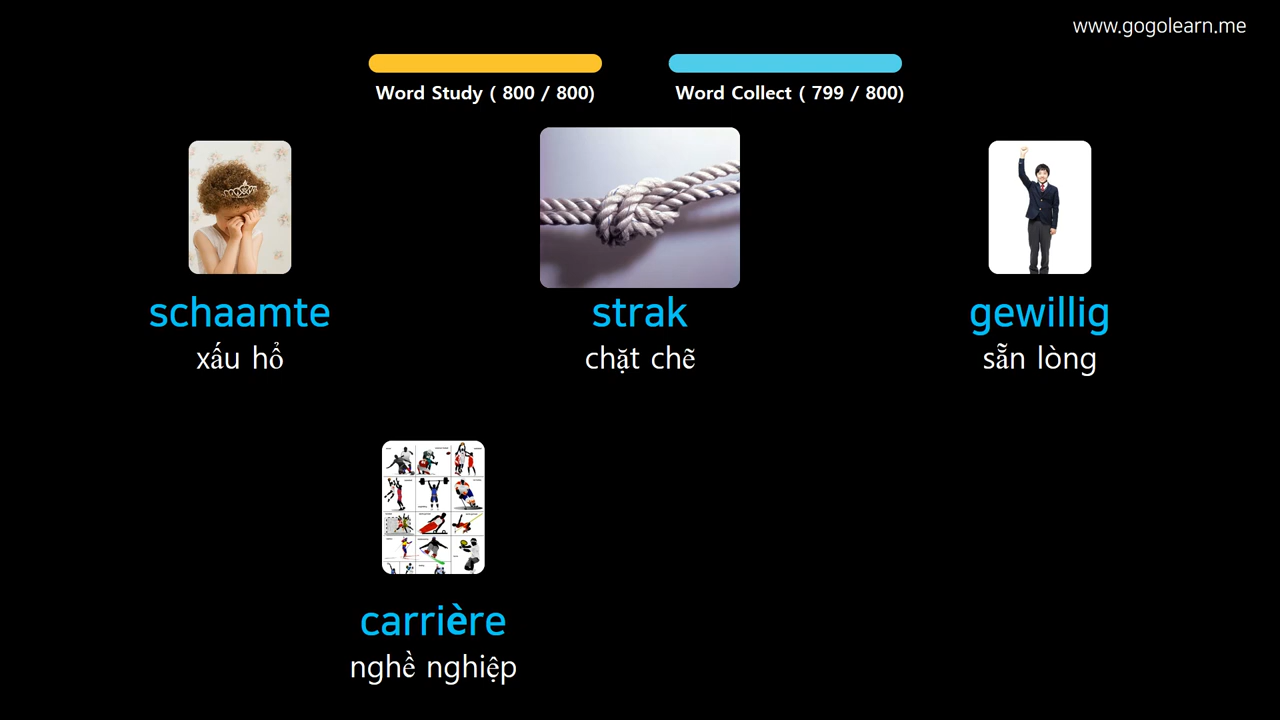 www.gogolearn.me
Word Study ( 800 / 800)
Word Collect ( 799 / 800)
schaamte
xấu hổ
strak
chặt chẽ
gewillig
sẵn lòng
carrière
nghề nghiệp